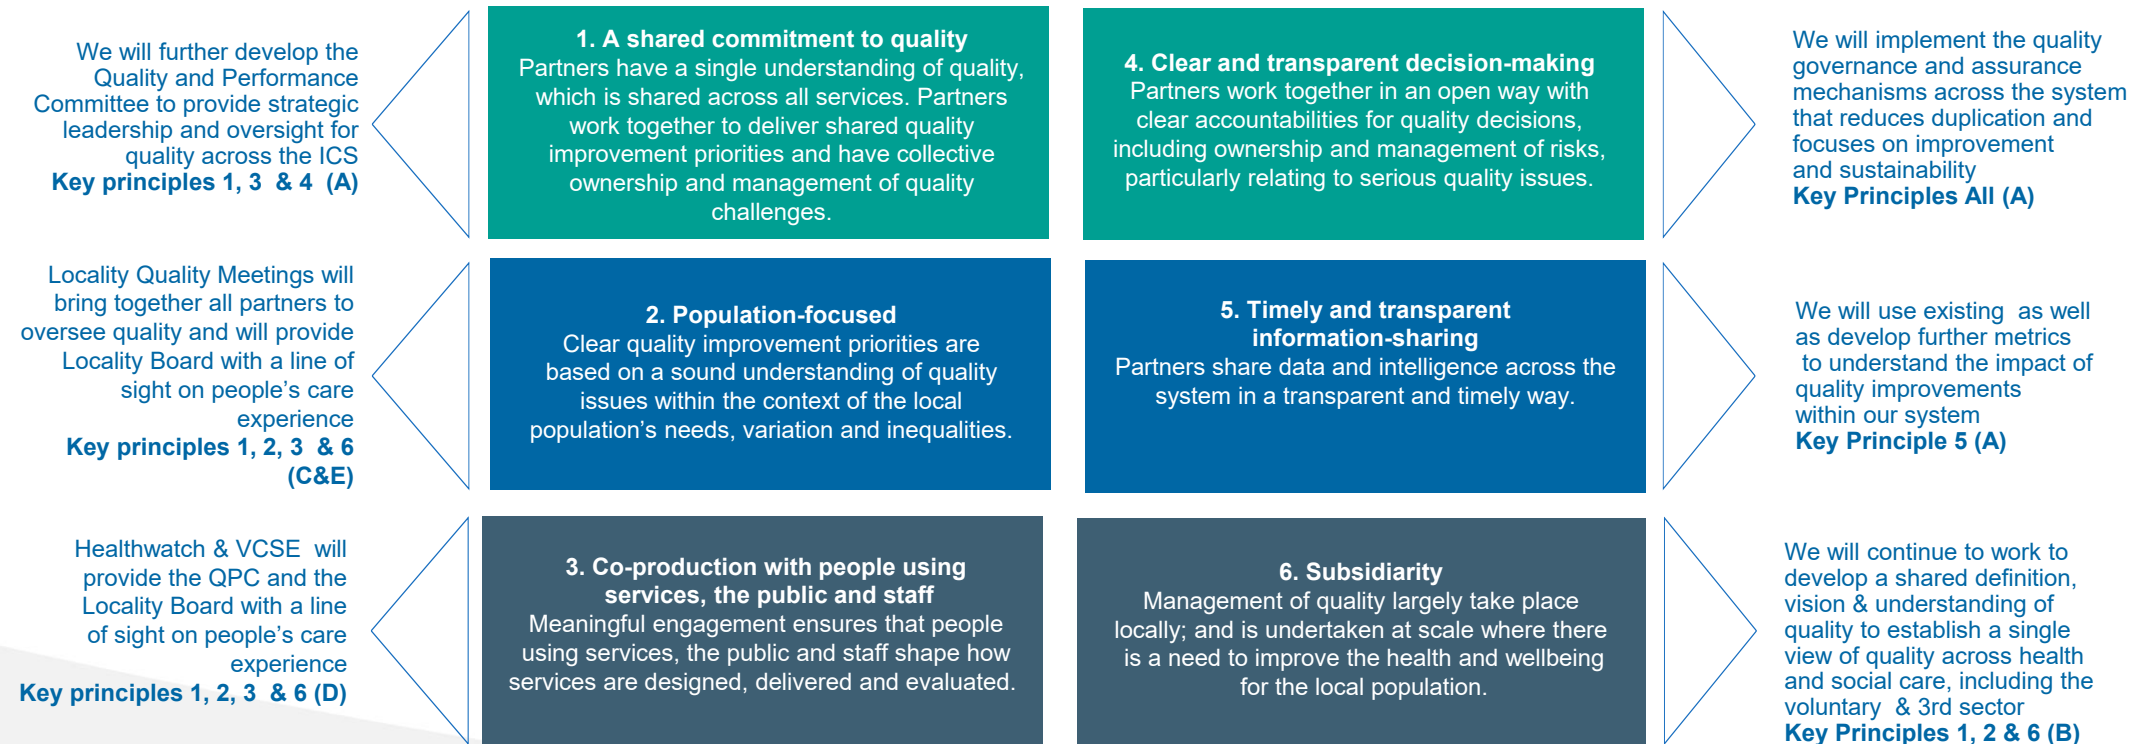 We will further develop the
Quality and Performance
Committee to provide strategic
leadership and oversight for
quality across the ICS
Key principles 1, 3 & 4 (A)
1. A shared commitment to quality
Partners have a single understanding of quality,
which is shared across all services. Partners
work together to deliver shared quality
improvement priorities and have collective
ownership and management of quality
challenges.
4. Clear and transparent decision-making
Partners work together in an open way with
clear accountabilities for quality decisions,
including ownership and management of risks,
particularly relating to serious quality issues.
We will implement the quality
governance and assurance
mechanisms across the system
that reduces duplication and
focuses on improvement
and sustainability
Key Principles All (A)
Locality Quality Meetings will
bring together all partners to
oversee quality and will provide
Locality Board with a line of
sight on people’s care
experience
Key principles 1, 2, 3 & 6
(C&E)
2. Population-focused
Clear quality improvement priorities are
based on a sound understanding of quality
issues within the context of the local
population’s needs, variation and inequalities.
5. Timely and transparent
information-sharing
Partners share data and intelligence across the
system in a transparent and timely way.
We will use existing as well
as develop further metrics
to understand the impact of
quality improvements
within our system
Key Principle 5 (A)
Healthwatch & VCSE will
provide the QPC and the
Locality Board with a line
of sight on people’s care
experience
Key principles 1, 2, 3 & 6 (D)
3. Co-production with people using
services, the public and staff
Meaningful engagement ensures that people
using services, the public and staff shape how
services are designed, delivered and evaluated.
6. Subsidiarity
Management of quality largely take place
locally; and is undertaken at scale where there
is a need to improve the health and wellbeing
for the local population.
We will continue to work to
develop a shared definition,
vision & understanding of
quality to establish a single
view of quality across health
and social care, including the
voluntary & 3rd sector
Key Principles 1, 2 & 6 (B)